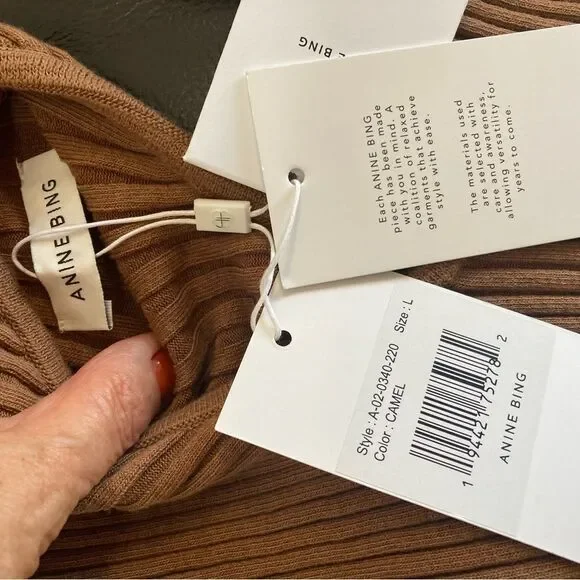 ANINE BING
Each ANINE BING
piece has been made
with you in mind. A
coalition of relaxed
garments that achieve
style with ease.
The materials used
are selected with
care and awareness,
allowing versatility for
years to come.
ANINE BING
Style : A-02-0340-220 Size : L
Color : CAMEL
1 94427 75278 2
ANINE BING